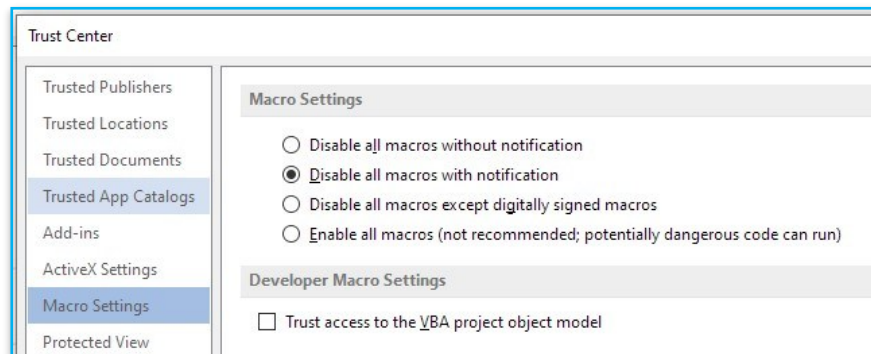 Trust Center
Trusted Publishers
Trusted Locations
Trusted Documents
Trusted App Catalogs
Add-ins
ActiveX Settings
Macro Settings
Protected View
Macro Settings
Disable all macros without notification
Disable all macros with notification
Disable all macros except digitally signed macros
Enable all macros (not recommended; potentially dangerous code can run)
Developer Macro Settings
Trust access to the VBA project object model